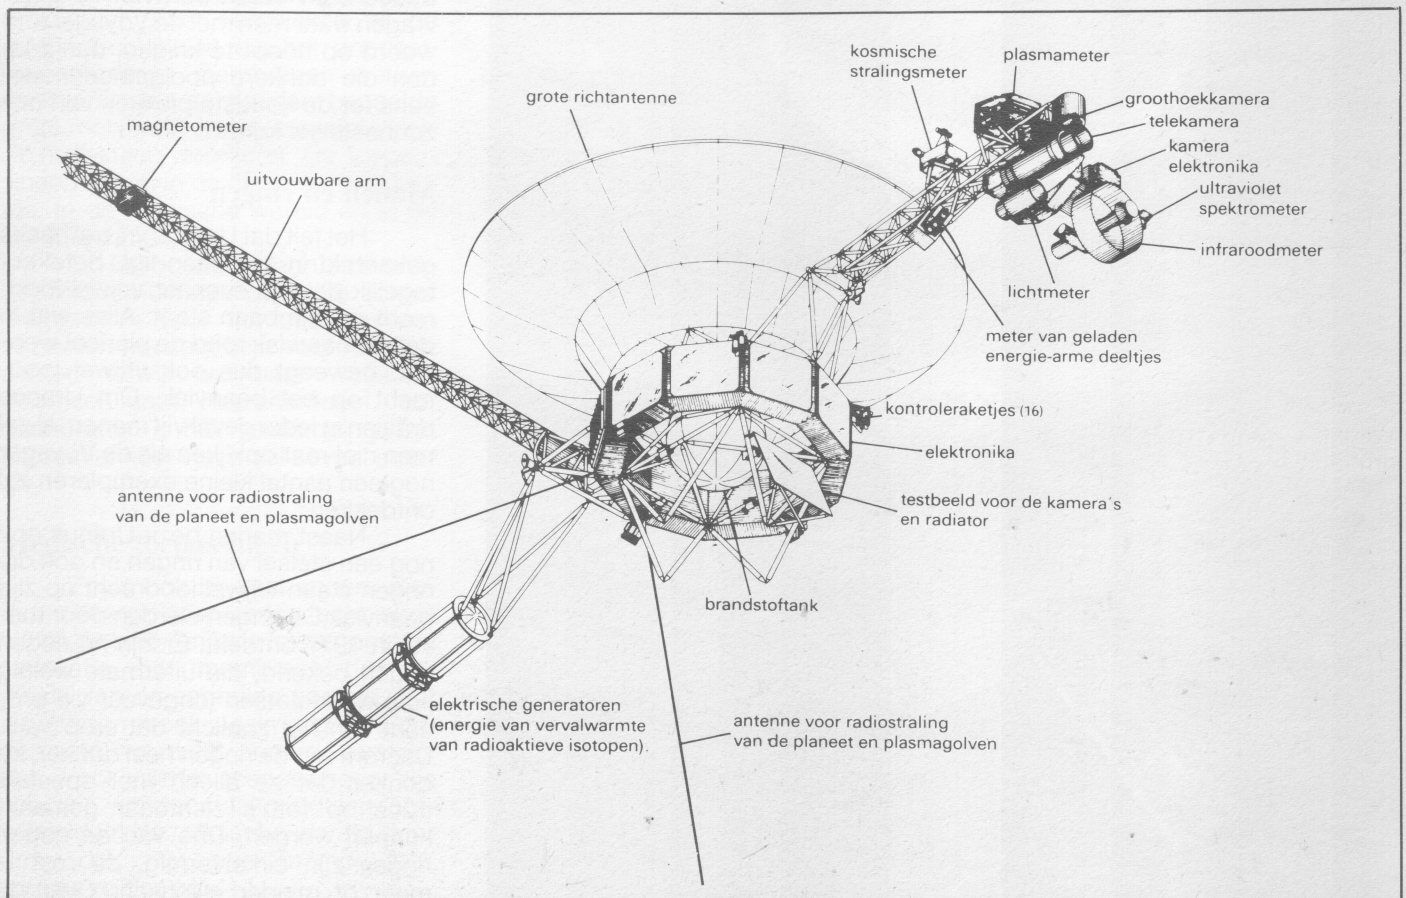 kosmische
stralingsmeter
plasmameter
grote richtantenne
groothoekkamera
telekamera
magnetometer
kamera
elektronika
uitvouwbare arm
ultraviolet
spektrometer
infraroodmeter
lichtmeter
meter van geladen
energie-arme deeltjes
kontroleraketjes (16)
elektronika
antenne voor radiostraling
van de planeet en plasmagolven
testbeeld voor de kamera's
en radiator
brandstoftank
elektrische generatoren
(energie van vervalwarmte
van radioaktieve isotopen).
antenne voor radiostraling
van de planeet en plasmagolven